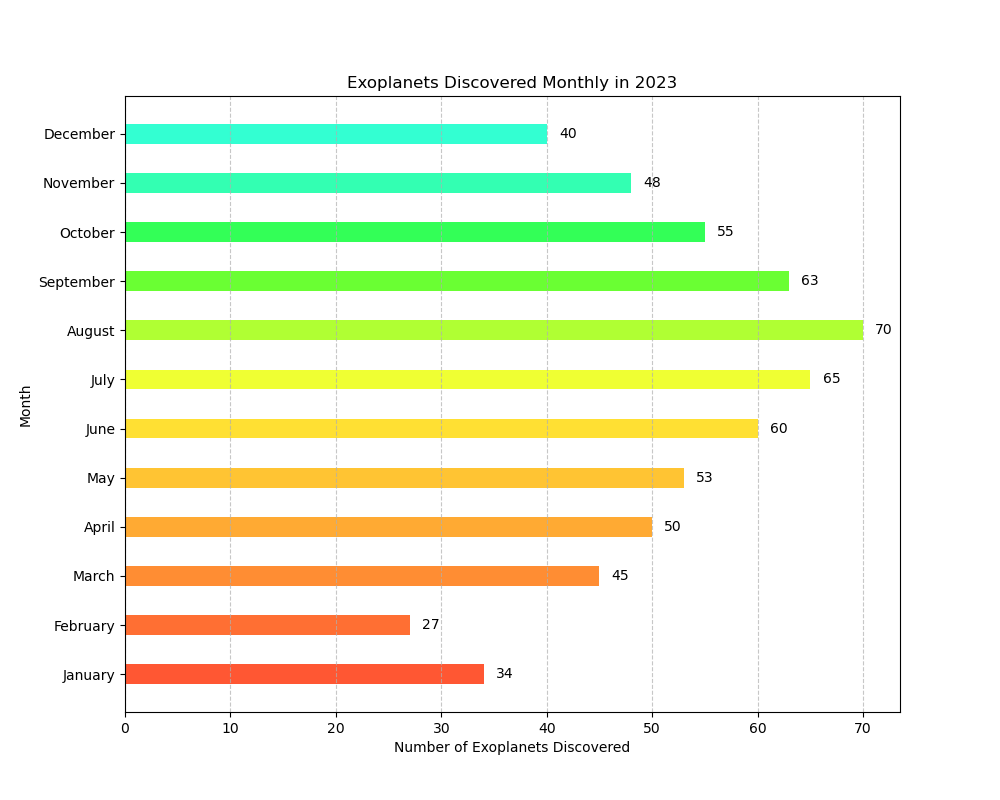 Exoplanets Discovered Monthly in 2023
Month
December 40
November 48
October 55
September 63
August 70
July 65
June 60
May 53
April 50
March 45
February 27
January 34
0 10 20 30 40 50 60 70
Number of Exoplanets Discovered